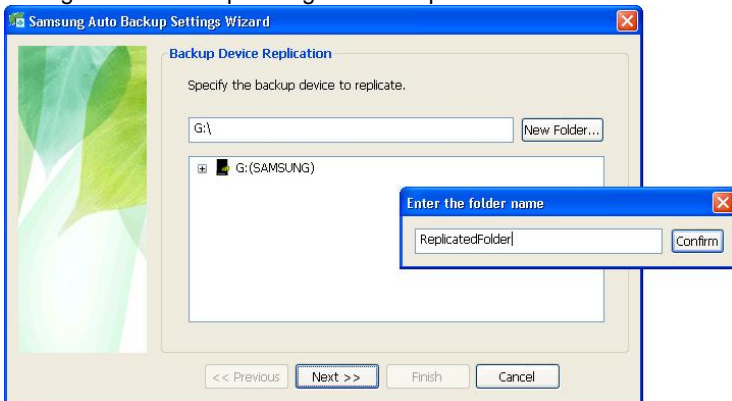 Samsung Auto Backup Settings Wizard
Backup Device Replication
Specify the backup device to replicate.
G:\
New Folder...
G:(SAMSUNG)
Enter the folder name
ReplicatedFolder
Confirm
<< Previous
Next >>
Finish
Cancel